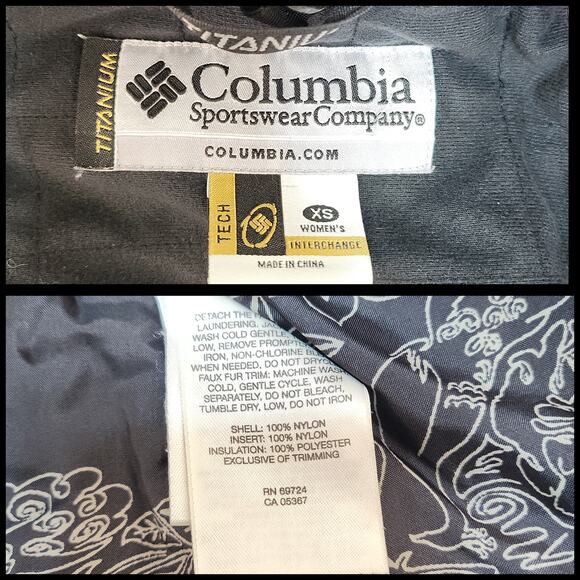 TITANIUM
TITANIUM
Columbia
Sportswear Company®
COLUMBIA.COM
TECH
XS
WOMEN'S
INTERCHANGE
MADE IN CHINA
DETACH THE
LAUNDERING.
WASH COLD GENTLE
LOW, REMOVE
IRON, NON-CHLORINE
WHEN NEEDED, DO NOT
FAUX FUR TRIM: MACHINE WASH
COLD, GENTLE CYCLE, WASH
SEPARATELY, DO NOT BLEACH,
TUMBLE DRY, LOW, DO NOT IRON
SHELL: 100% NYLON
INSERT: 100% NYLON
INSULATION: 100% POLYESTER
EXCLUSIVE OF TRIMMING
RN 69724
CA 05367